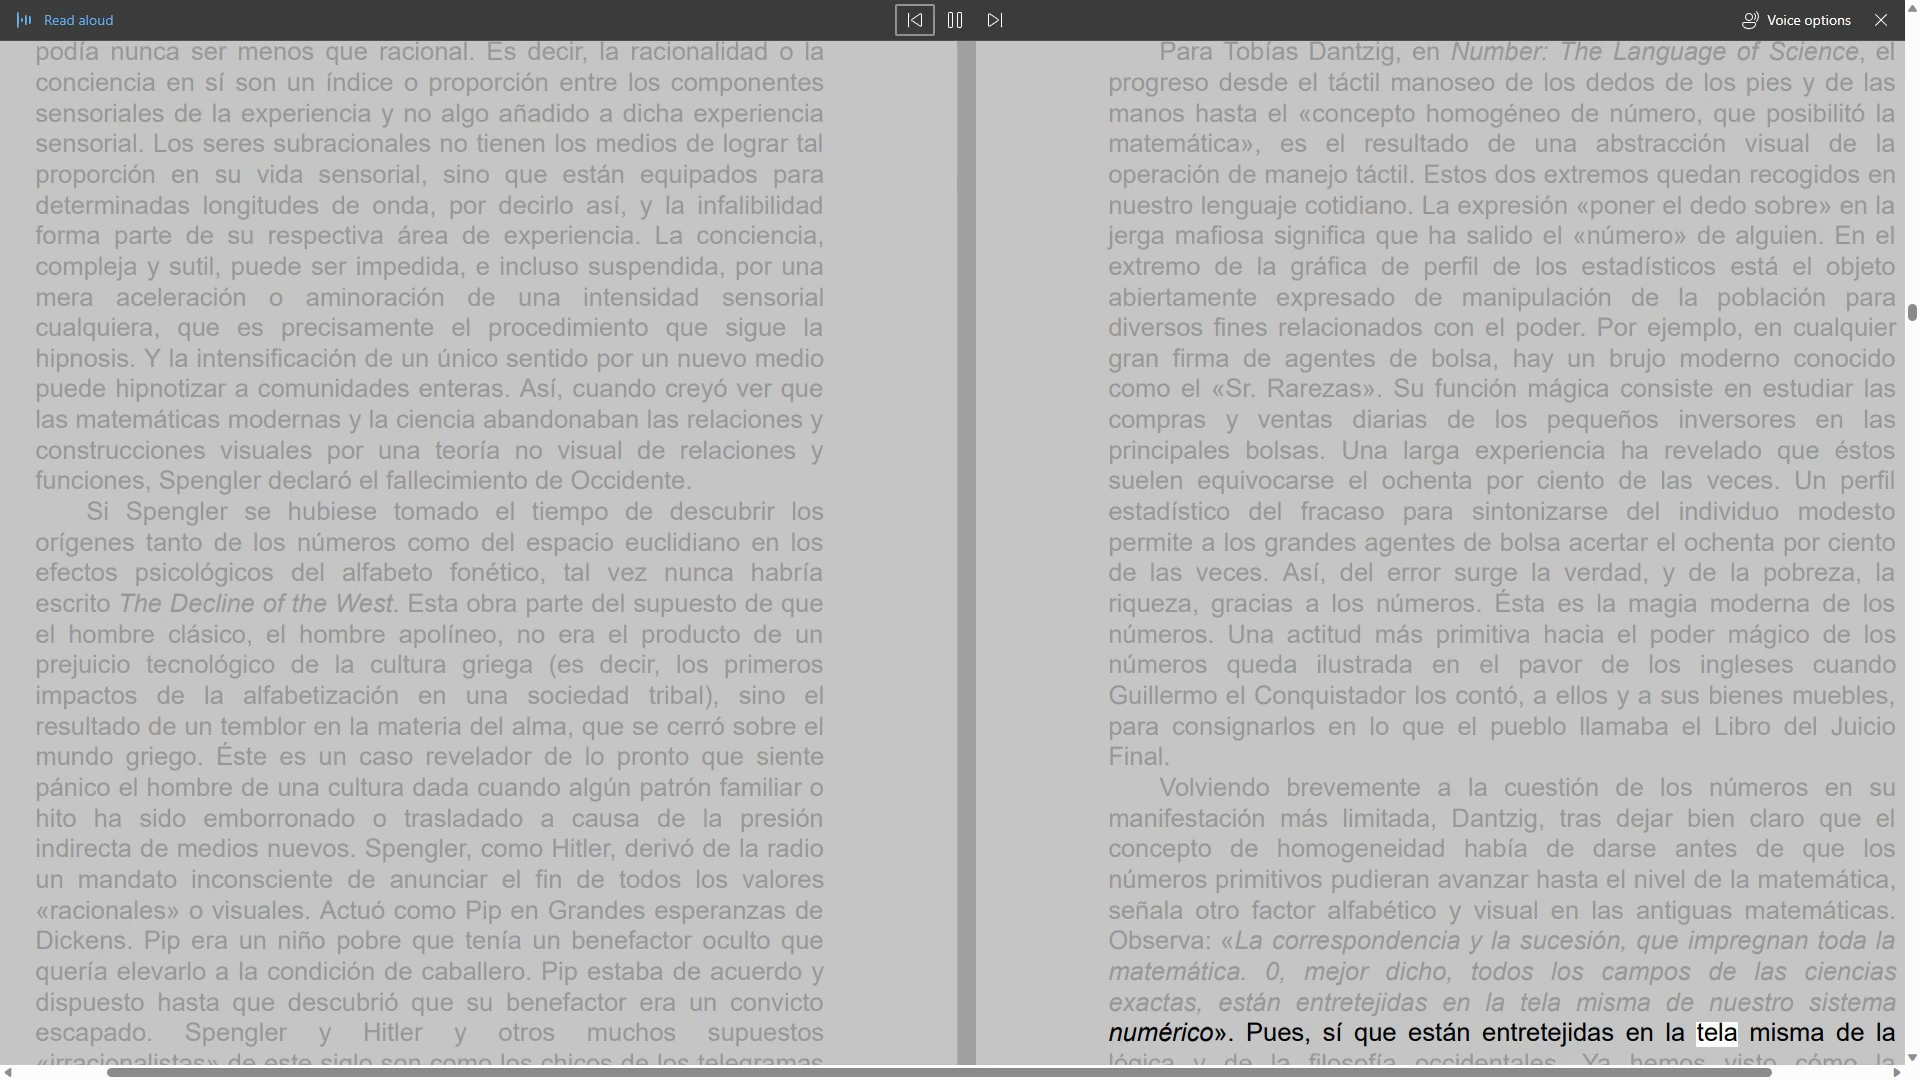 Read aloud
Voice options
podía nunca ser menos que racional. Es decir, la racionalidad o la
conciencia en sí son un índice o proporción entre los componentes
sensoriales de la experiencia y no algo añadido a dicha experiencia
sensorial. Los seres subracionales no tienen los medios de lograr tal
proporción en su vida sensorial, sino que están equipados para
determinadas longitudes de onda, por decirlo así, y la infalibilidad
forma parte de su respectiva área de experiencia. La conciencia,
compleja y sutil, puede ser impedida, e incluso suspendida, por una
mera aceleración o aminoración de una intensidad sensorial
cualquiera, que es precisamente el procedimiento que sigue la
hipnosis. Y la intensificación de un único sentido por un nuevo medio
puede hipnotizar a comunidades enteras. Así, cuando creyó ver que
las matemáticas modernas y la ciencia abandonaban las relaciones y
construcciones visuales por una teoría no visual de relaciones y
funciones, Spengler declaró el fallecimiento de Occidente.
Si Spengler se hubiese tomado el tiempo de descubrir los
orígenes tanto de los números como del espacio euclidiano en los
efectos psicológicos del alfabeto fonético, tal vez nunca habría
escrito The Decline of the West. Esta obra parte del supuesto de que
el hombre clásico, el hombre apolíneo, no era el producto de un
prejuicio tecnológico de la cultura griega (es decir, los primeros
impactos de la alfabetización en una sociedad tribal), sino el
resultado de un temblor en la materia del alma, que se cerró sobre el
mundo griego. Éste es un caso revelador de lo pronto que siente
pánico el hombre de una cultura dada cuando algún patrón familiar o
hito ha sido emborronado o trasladado a causa de la presión
indirecta de medios nuevos. Spengler, como Hitler, derivó de la radio
un mandato inconsciente de anunciar el fin de todos los valores
«racionales» o visuales. Actuó como Pip en Grandes esperanzas de
Dickens. Pip era un niño pobre que tenía un benefactor oculto que
quería elevarlo a la condición de caballero. Pip estaba de acuerdo y
dispuesto hasta que descubrió que su benefactor era un convicto
escapado. Spengler y Hitler y otros muchos supuestos
«irracionalistas» de este siglo son como los chicos de los telegramas
Para Tobías Dantzig, en Number: The Language of Science, el
progreso desde el táctil manoseo de los dedos de los pies y de las
manos hasta el «concepto homogéneo de número, que posibilitó la
matemática», es el resultado de una abstracción visual de la
operación de manejo táctil. Estos dos extremos quedan recogidos en
nuestro lenguaje cotidiano. La expresión «poner el dedo sobre» en la
jerga mafiosa significa que ha salido el «número» de alguien. En el
extremo de la gráfica de perfil de los estadísticos está el objeto
abiertamente expresado de manipulación de la población para
diversos fines relacionados con el poder. Por ejemplo, en cualquier
gran firma de agentes de bolsa, hay un brujo moderno conocido
como el «Sr. Rarezas». Su función mágica consiste en estudiar las
compras y ventas diarias de los pequeños inversores en las
principales bolsas. Una larga experiencia ha revelado que éstos
suelen equivocarse el ochenta por ciento de las veces. Un perfil
estadístico del fracaso para sintonizarse del individuo modesto
permite a los grandes agentes de bolsa acertar el ochenta por ciento
de las veces. Así, del error surge la verdad, y de la pobreza, la
riqueza, gracias a los números. Ésta es la magia moderna de los
números. Una actitud más primitiva hacia el poder mágico de los
números queda ilustrada en el pavor de los ingleses cuando
Guillermo el Conquistador los contó, a ellos y a sus bienes muebles,
para consignarlos en lo que el pueblo llamaba el Libro del Juicio
Final.
Volviendo brevemente a la cuestión de los números en su
manifestación más limitada, Dantzig, tras dejar bien claro que el
concepto de homogeneidad había de darse antes de que los
números primitivos pudieran avanzar hasta el nivel de la matemática,
señala otro factor alfabético y visual en las antiguas matemáticas.
Observa: «La correspondencia y la sucesión, que impregnan toda la
matemática. 0, mejor dicho, todos los campos de las ciencias
exactas, están entretejidas en la tela misma de nuestro sistema
numérico». Pues, sí que están entretejidas en la tela misma de la
lógica y de la filosofía occidentales. Ya hemos visto cómo la